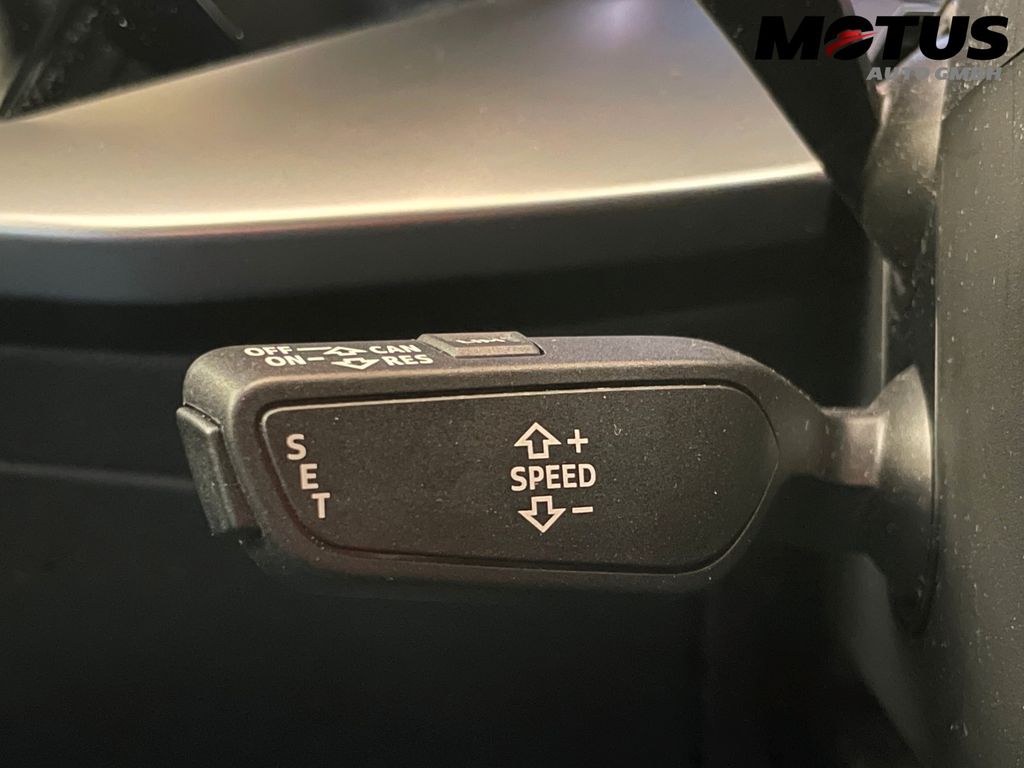 MOTUS
AUTO GMBH
OFF CAN
ON RES
S
E
T
+
SPEED
-